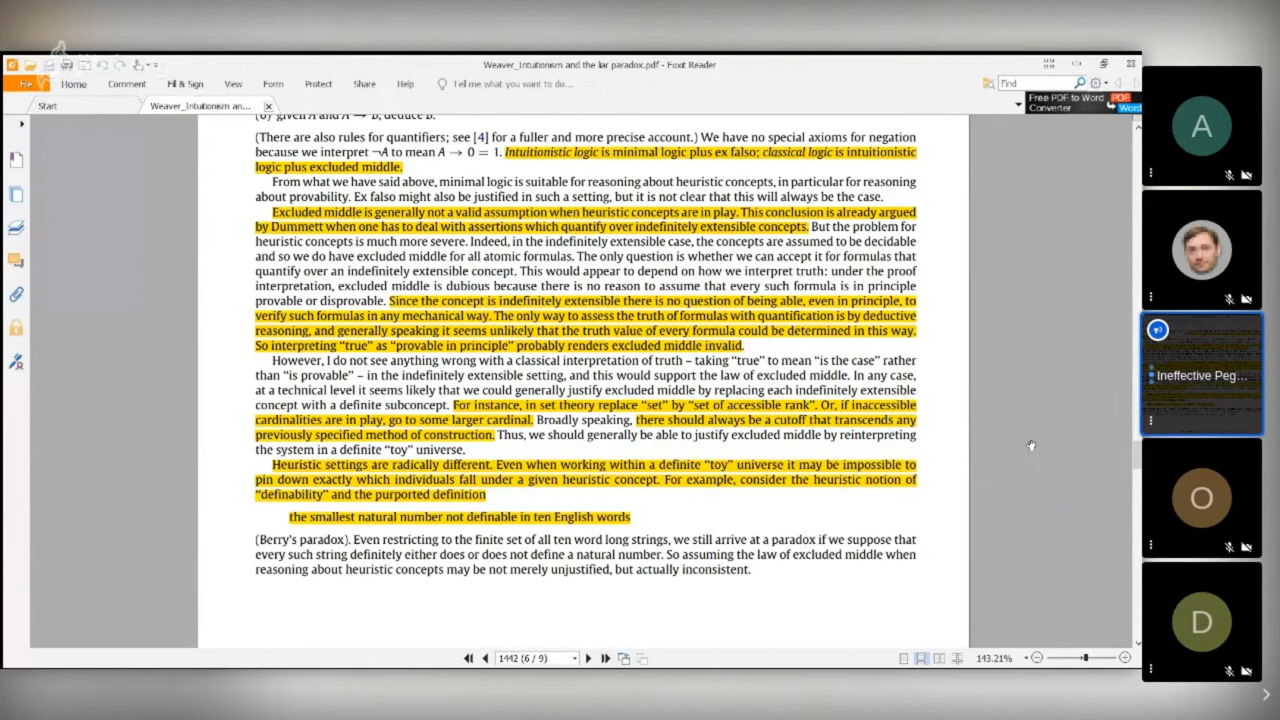 Weaver_Intutionism and the liar paradox.pdf - Foxit Reader
File Home Comment Fill & Sign View Form Protect Share Help Tell me what you want to do... Find
Start Weaver_Intutionism an...
Free PDF to Word PDF
Converter Word
(There are also rules for quantifiers; see [4] for a fuller and more precise account.) We have no special axioms for negation
because we interpret ¬A to mean A → 0 = 1. Intuitionistic logic is minimal logic plus ex falso; classical logic is intuitionistic
logic plus excluded middle.
From what we have said above, minimal logic is suitable for reasoning about heuristic concepts, in particular for reasoning
about provability. Ex falso might also be justified in such a setting, but it is not clear that this will always be the case.
Excluded middle is generally not a valid assumption when heuristic concepts are in play. This conclusion is already argued
by Dummett when one has to deal with assertions which quantify over indefinitely extensible concepts. But the problem for
heuristic concepts is much more severe. Indeed, in the indefinitely extensible case, the concepts are assumed to be decidable
and so we do have excluded middle for all atomic formulas. The only question is whether we can accept it for formulas that
quantify over an indefinitely extensible concept. This would appear to depend on how we interpret truth: under the proof
interpretation, excluded middle is dubious because there is no reason to assume that every such formula is in principle
provable or disprovable. Since the concept is indefinitely extensible there is no question of being able, even in principle, to
verify such formulas in any mechanical way. The only way to assess the truth of formulas with quantification is by deductive
reasoning, and generally speaking it seems unlikely that the truth value of every formula could be determined in this way.
So interpreting "true" as "provable in principle" probably renders excluded middle invalid.
However, I do not see anything wrong with a classical interpretation of truth – taking "true" to mean "is the case" rather
than "is provable" – in the indefinitely extensible setting, and this would support the law of excluded middle. In any case,
at a technical level it seems likely that we could generally justify excluded middle by replacing each indefinitely extensible
concept with a definite subconcept. For instance, in set theory replace "set" by "set of accessible rank". Or, if inaccessible
cardinalities are in play, go to some larger cardinal. Broadly speaking, there should always be a cutoff that transcends any
previously specified method of construction. Thus, we should generally be able to justify excluded middle by reinterpreting
the system in a definite "toy" universe.
Heuristic settings are radically different. Even when working within a definite "toy" universe it may be impossible to
pin down exactly which individuals fall under a given heuristic concept. For example, consider the heuristic notion of
"definability" and the purported definition
the smallest natural number not definable in ten English words
(Berry's paradox). Even restricting to the finite set of all ten word long strings, we still arrive at a paradox if we suppose that
every such string definitely either does or does not define a natural number. So assuming the law of excluded middle when
reasoning about heuristic concepts may be not merely unjustified, but actually inconsistent.
1442 (6 / 9) 143.21%
A
Ineffective Peg...
O
D